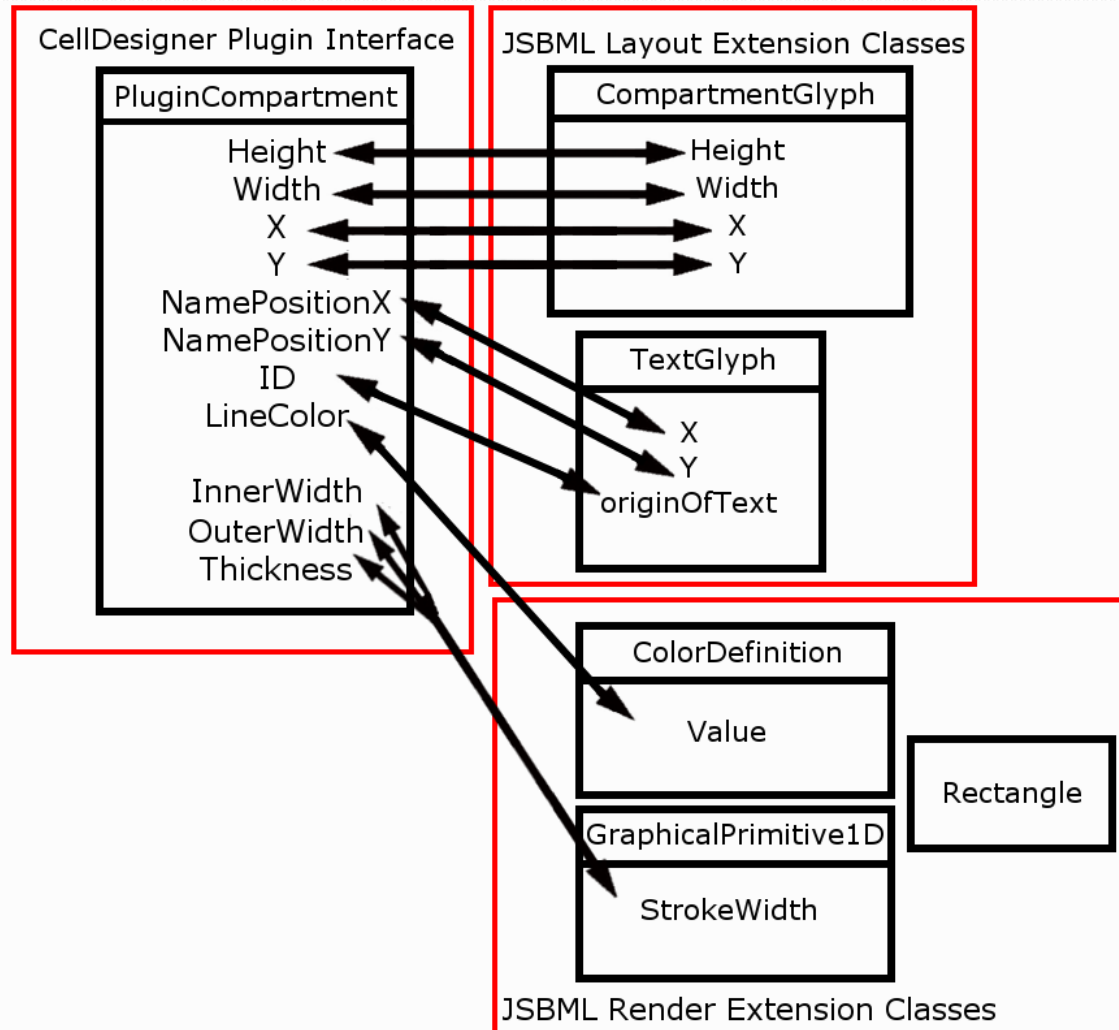 CellDesigner Plugin Interface
PluginCompartment
Height
Width
X
Y
NamePositionX
NamePositionY
ID
LineColor
InnerWidth
OuterWidth
Thickness
JSBML Layout Extension Classes
CompartmentGlyph
Height
Width
X
Y
TextGlyph
X
Y
originOfText
ColorDefinition
Value
Rectangle
GraphicalPrimitive1D
StrokeWidth
JSBML Render Extension Classes